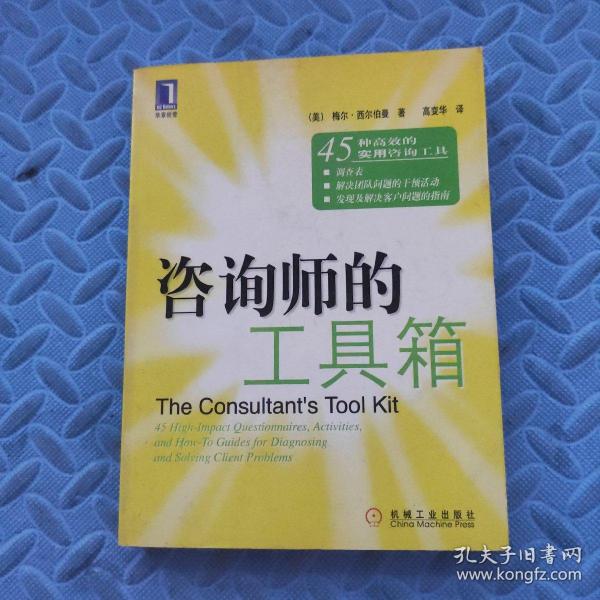 华章经管
（美） 梅尔·西尔伯曼 著 高变华 译
45种高效的
实用咨询工具
■ 调查表
■ 解决团队问题的干预活动
■ 发现及解决客户问题的指南
咨询师的
工具箱
The Consultant's Tool Kit
45 High-Impact Questionnaires, Activities,
and How-To Guides for Diagnosing
and Solving Client Problems
机械工业出版社
China Machine Press
孔夫子旧书网
www.kongfz.com